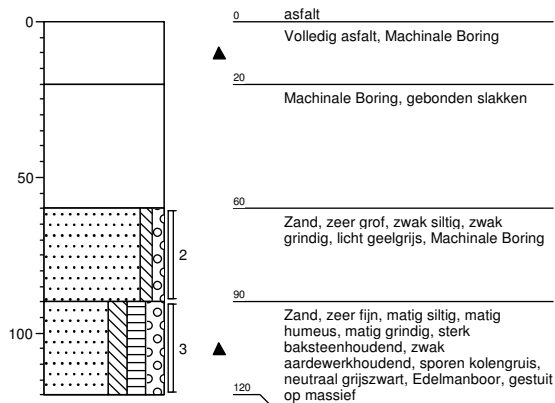 0
50
100
2
3
0
asfalt
Volledig asfalt, Machinale Boring
20
Machinale Boring, gebonden slakken
60
Zand, zeer grof, zwak siltig, zwak
grindig, licht geelgrijs, Machinale Boring
90
Zand, zeer fijn, matig siltig, matig
humeus, matig grindig, sterk
baksteenhoudend, zwak
aardewerkhoudend, sporen kolengruis,
neutraal grijszwart, Edelmanboor, gestuit
op massief
120